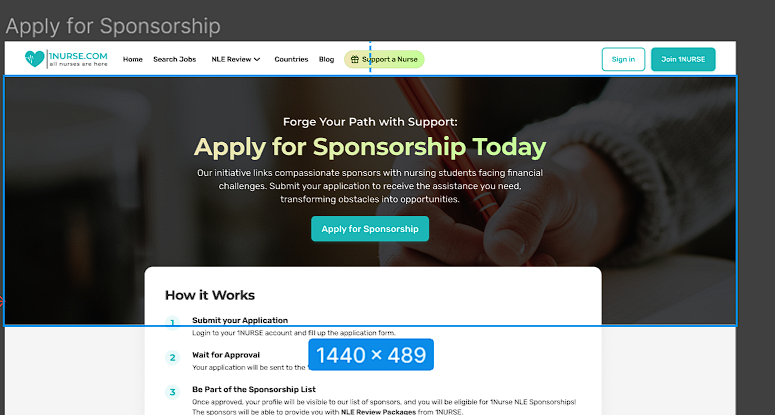 Apply for Sponsorship
1NURSE.COM
all nurses are here
Home
Search Jobs
NLE Review
Countries
Blog
Support a Nurse
Sign in
Join 1NURSE
Forge Your Path with Support:
Apply for Sponsorship Today
Our initiative links compassionate sponsors with nursing students facing financial
challenges. Submit your application to receive the assistance you need,
transforming obstacles into opportunities.
Apply for Sponsorship
How it Works
1
Submit your Application
Login to your 1NURSE account and fill up the application form.
2
Wait for Approval
Your application will be sent to the
1440 × 489
3
Be Part of the Sponsorship List
Once approved, your profile will be visible to our list of sponsors, and you will be eligible for 1Nurse NLE Sponsorships!
The sponsors will be able to provide you with NLE Review Packages from 1NURSE.